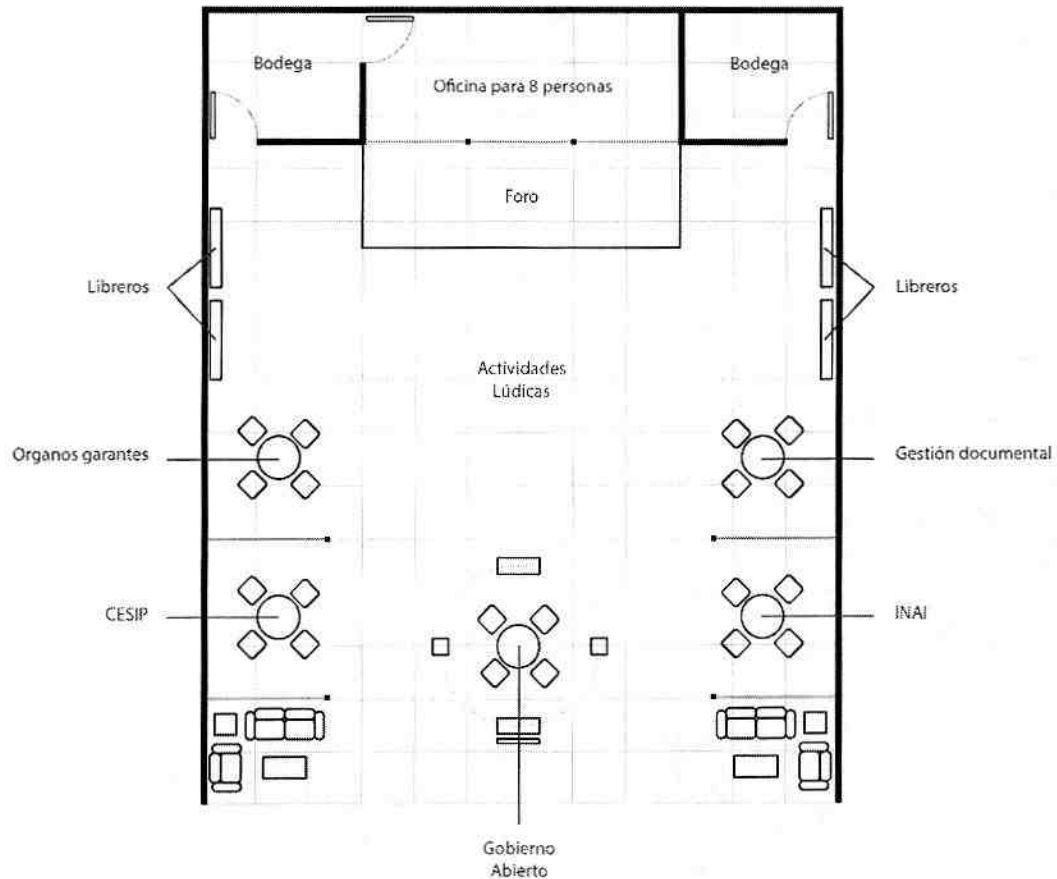 Bodega
Oficina para 8 personas
Bodega
Foro
Libreros
Libreros
Actividades
Lúdicas
Organos garantes
Gestión documental
CESIP
INAI
Gobierno
Abierto